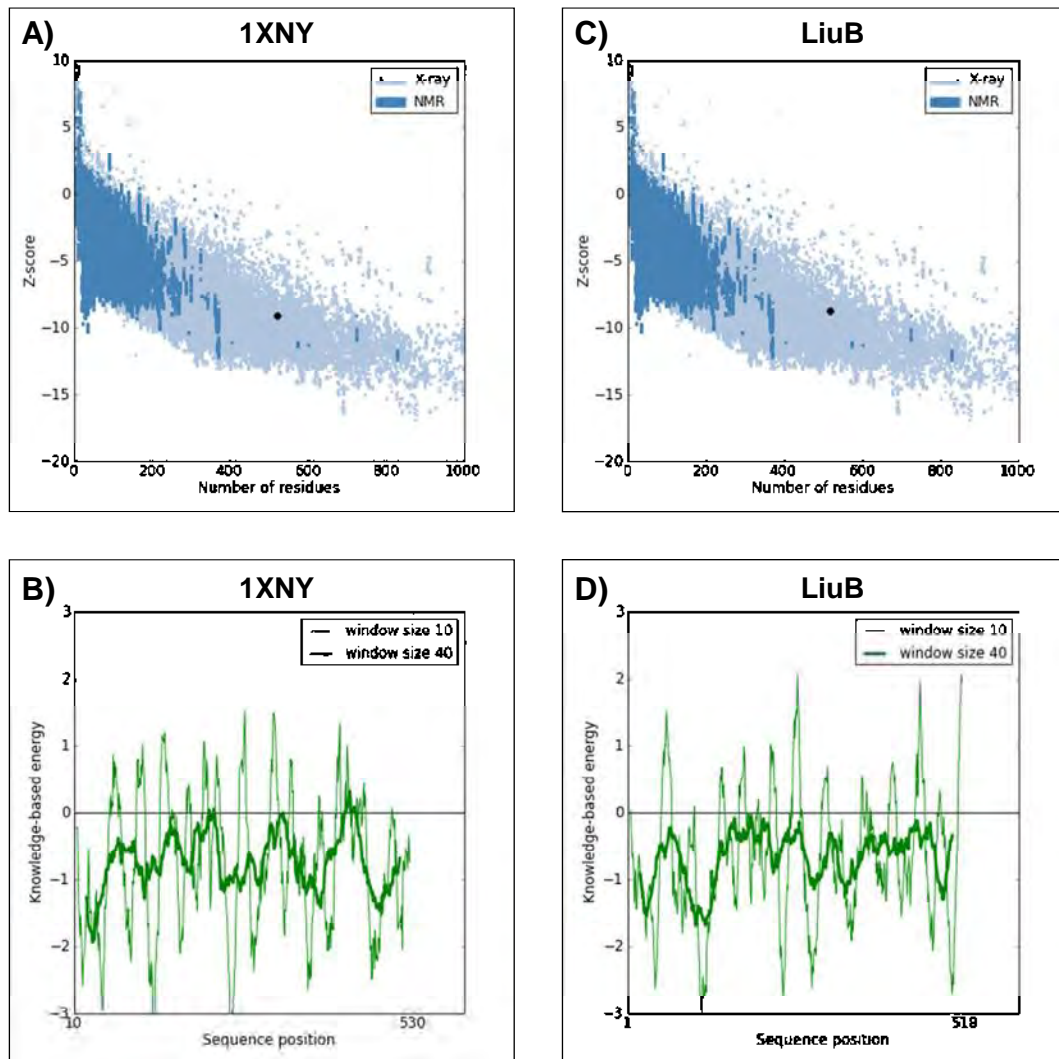 A)
1XNY
10
5
0
−5
−10
−15
−20
Z-score
X-ray
NMR
0
200
400
600
800
1000
Number of residues
C)
LiuB
10
5
0
−5
−10
−15
−20
Z-score
X-ray
NMR
0
200
400
600
800
1000
Number of residues
B)
1XNY
3
2
1
0
−1
−2
−3
Knowledge-based energy
window size 10
window size 40
10
530
Sequence position
D)
LiuB
3
2
1
0
−1
−2
−3
Knowledge-based energy
window size 10
window size 40
1
518
Sequence position